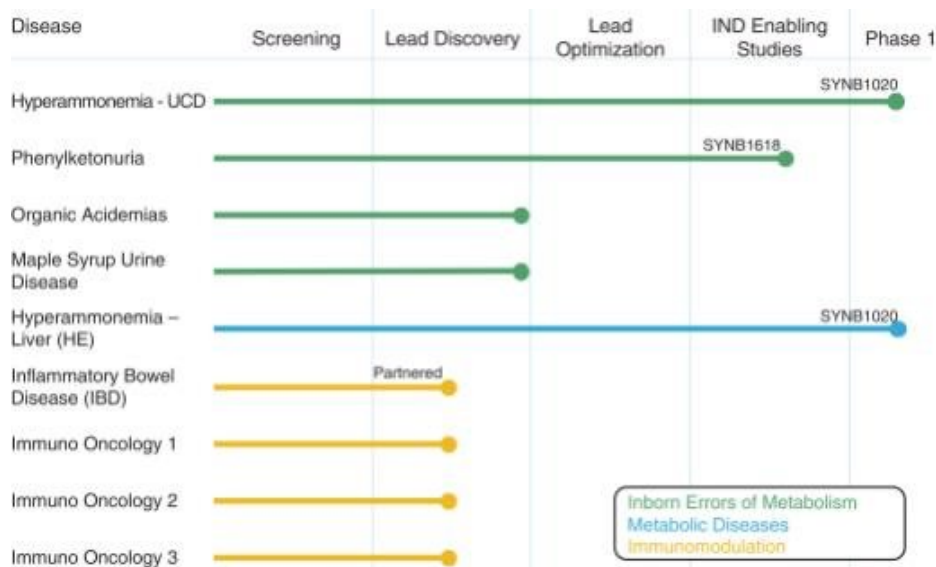 Disease
Screening
Lead Discovery
Lead
Optimization
IND Enabling
Studies
Phase 1
Hyperammonemia - UCD
SYNB1020
Phenylketonuria
SYNB1618
Organic Acidemias
Maple Syrup Urine
Disease
Hyperammonemia –
Liver (HE)
SYNB1020
Inflammatory Bowel
Disease (IBD)
Partnered
Immuno Oncology 1
Immuno Oncology 2
Immuno Oncology 3
Inborn Errors of Metabolism
Metabolic Diseases
Immunomodulation